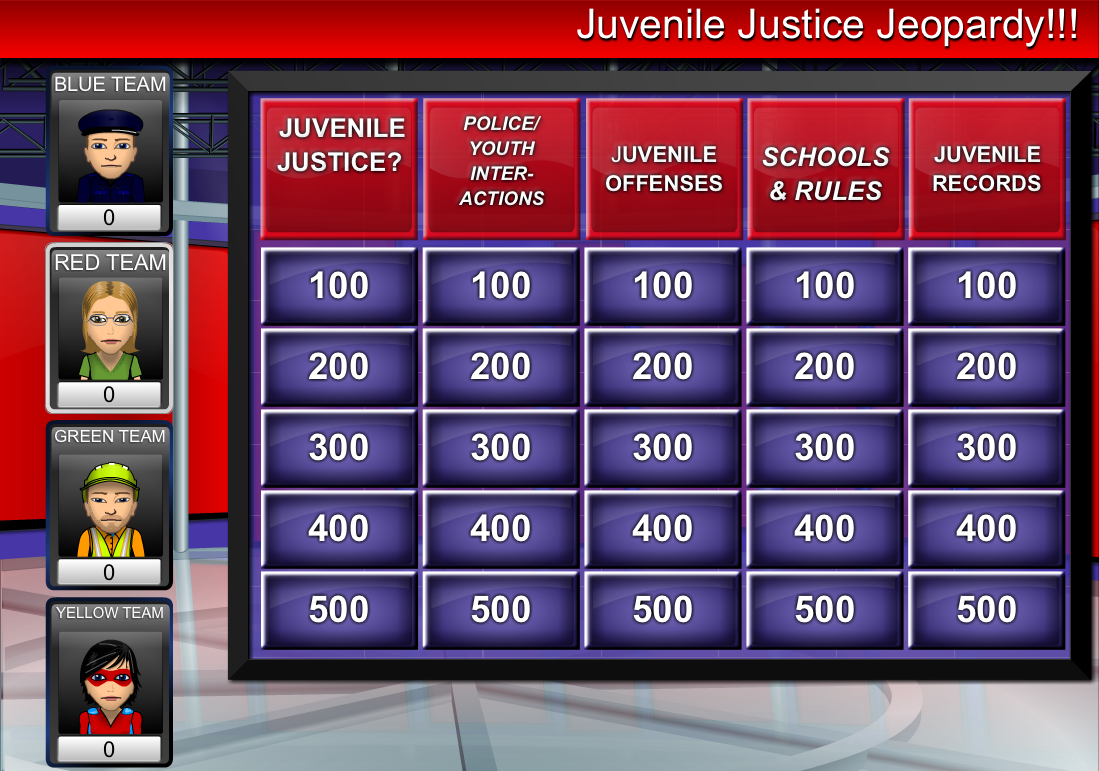 Juvenile Justice Jeopardy!!!
BLUE TEAM
0
RED TEAM
0
GREEN TEAM
0
YELLOW TEAM
0
JUVENILE
JUSTICE?
POLICE/
YOUTH
INTER-
ACTIONS
JUVENILE
OFFENSES
SCHOOLS
& RULES
JUVENILE
RECORDS
100 100 100 100 100
200 200 200 200 200
300 300 300 300 300
400 400 400 400 400
500 500 500 500 500